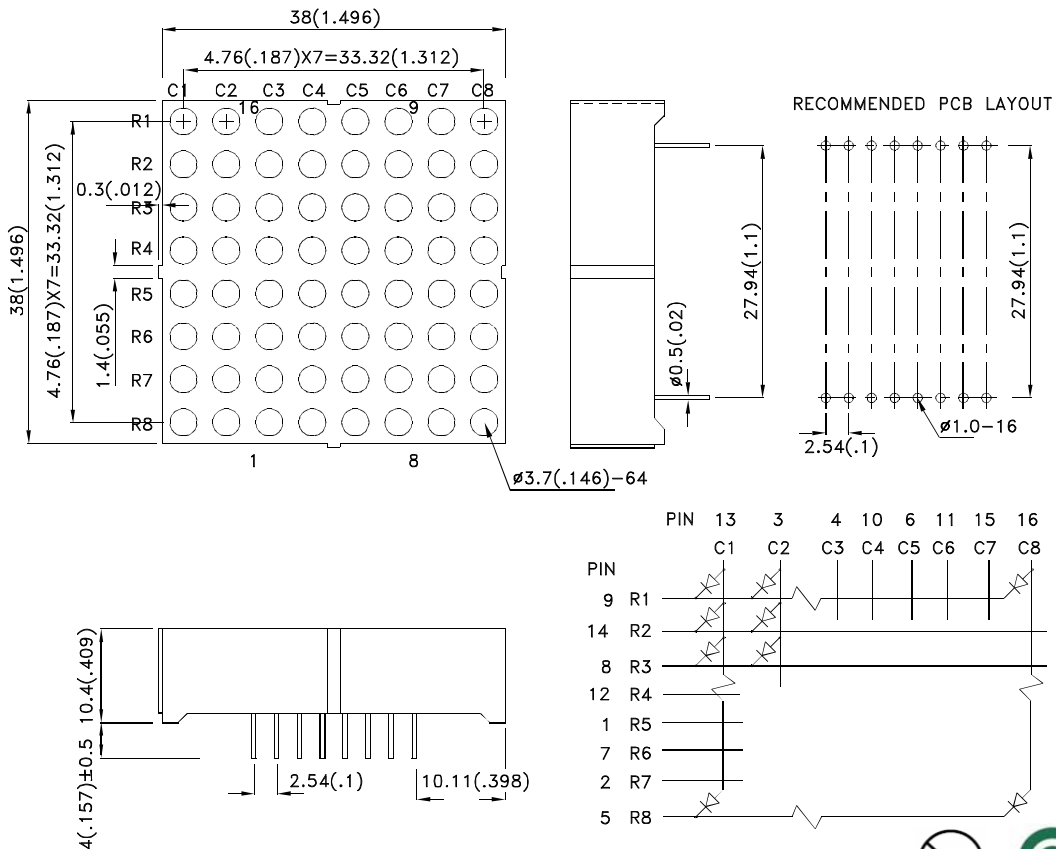 38(1.496)
4.76(.187)X7=33.32(1.312)
C1 C2 C3 C4 C5 C6 C7 C8
16 9
R1
R2
0.3(.012)
R3
R4
R5
R6
R7
R8
38(1.496)
4.76(.187)X7=33.32(1.312)
1.4(.055)
1 8
ø3.7(.146)-64
27.94(1.1)
ø0.5(.02)
RECOMMENDED PCB LAYOUT
27.94(1.1)
ø1.0-16
2.54(.1)
10.4(.409)
4(.157)±0.5
2.54(.1)
10.11(.398)
PIN 13 3 4 10 6 11 15 16
C1 C2 C3 C4 C5 C6 C7 C8
PIN
9 R1
14 R2
8 R3
12 R4
1 R5
7 R6
2 R7
5 R8